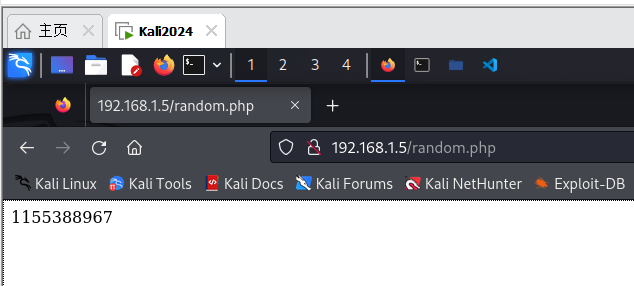 主页 Kali2024
1 2 3 4
192.168.1.5/random.php
192.168.1.5/random.php
Kali Linux Kali Tools Kali Docs Kali Forums Kali NetHunter Exploit-DB
1155388967